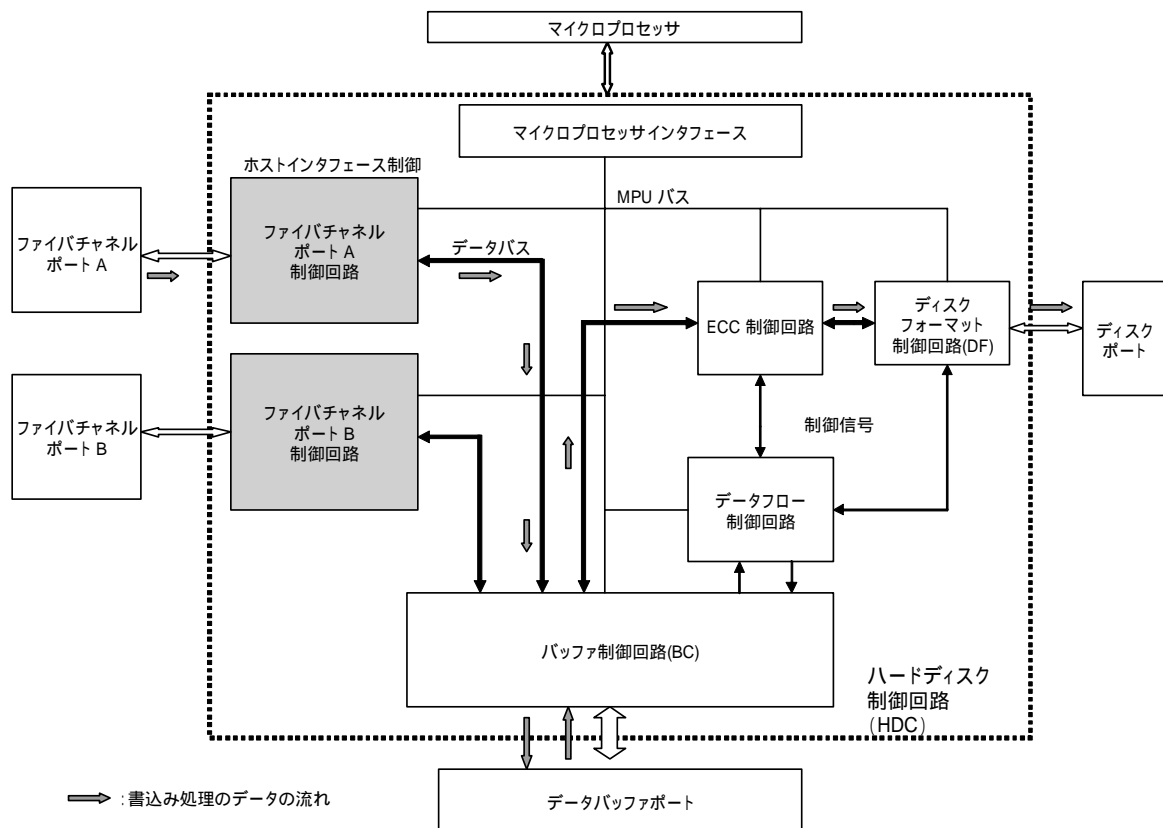 マイクロプロセッサ
マイクロプロセッサインタフェース
ホストインタフェース制御
MPU バス
ファイバチャネル
ポート A
ファイバチャネル
ポート A
制御回路
データバス
ECC 制御回路
ディスク
フォーマット
制御回路(DF)
ディスク
ポート
ファイバチャネル
ポート B
ファイバチャネル
ポート B
制御回路
制御信号
データフロー
制御回路
バッファ制御回路(BC)
ハードディスク
制御回路
(HDC)
データバッファポート
:書込み処理のデータの流れ